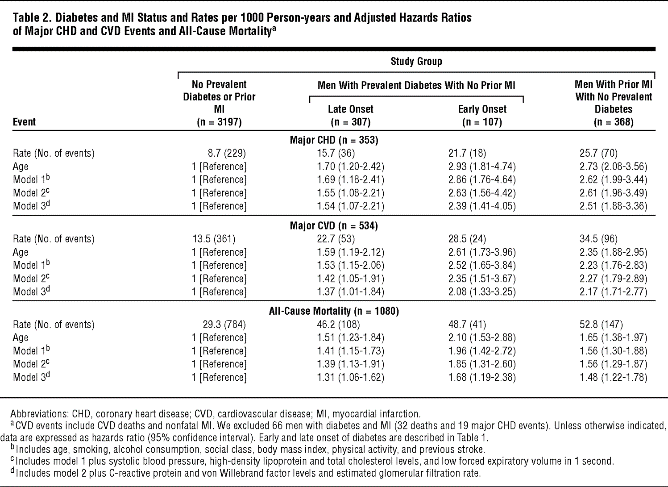 Table 2. Diabetes and MI Status and Rates per 1000 Person-years and Adjusted Hazards Ratios
of Major CHD and CVD Events and All-Cause Mortalitya
Study Group
No Prevalent Diabetes or Prior MI (n = 3197) Men With Prevalent Diabetes With No Prior MI Men With Prior MI With No Prevalent Diabetes (n = 368)
Event Late Onset (n = 307) Early Onset (n = 107)
Major CHD (n = 353)
Rate (No. of events) 8.7 (229) 15.7 (36) 21.7 (18) 25.7 (70)
Age 1 [Reference] 1.70 (1.20-2.42) 2.93 (1.81-4.74) 2.73 (2.08-3.56)
Model 1b 1 [Reference] 1.69 (1.18-2.41) 2.86 (1.76-4.64) 2.62 (1.99-3.44)
Model 2c 1 [Reference] 1.55 (1.08-2.21) 2.63 (1.56-4.42) 2.61 (1.96-3.49)
Model 3d 1 [Reference] 1.54 (1.07-2.21) 2.39 (1.41-4.05) 2.51 (1.88-3.36)
Major CVD (n = 534)
Rate (No. of events) 13.5 (361) 22.7 (53) 28.5 (24) 34.5 (96)
Age 1 [Reference] 1.59 (1.19-2.12) 2.61 (1.73-3.96) 2.35 (1.88-2.95)
Model 1b 1 [Reference] 1.53 (1.15-2.06) 2.52 (1.65-3.84) 2.23 (1.76-2.83)
Model 2c 1 [Reference] 1.42 (1.05-1.91) 2.35 (1.51-3.67) 2.27 (1.79-2.89)
Model 3d 1 [Reference] 1.37 (1.01-1.84) 2.08 (1.33-3.25) 2.17 (1.71-2.77)
All-Cause Mortality (n = 1080)
Rate (No. of events) 29.3 (784) 46.2 (108) 48.7 (41) 52.8 (147)
Age 1 [Reference] 1.51 (1.23-1.84) 2.10 (1.53-2.88) 1.65 (1.38-1.97)
Model 1b 1 [Reference] 1.41 (1.15-1.73) 1.96 (1.42-2.72) 1.56 (1.30-1.88)
Model 2c 1 [Reference] 1.39 (1.13-1.91) 1.85 (1.31-2.60) 1.56 (1.29-1.87)
Model 3d 1 [Reference] 1.31 (1.06-1.62) 1.68 (1.19-2.38) 1.48 (1.22-1.78)
Abbreviations: CHD, coronary heart disease; CVD, cardiovascular disease; MI, myocardial infarction.
a CVD events include CVD deaths and nonfatal MI. We excluded 66 men with diabetes and MI (32 deaths and 19 major CHD events). Unless otherwise indicated,
data are expressed as hazards ratio (95% confidence interval). Early and late onset of diabetes are described in Table 1.
b Includes age, smoking, alcohol consumption, social class, body mass index, physical activity, and previous stroke.
c Includes model 1 plus systolic blood pressure, high-density lipoprotein and total cholesterol levels, and low forced expiratory volume in 1 second.
d Includes model 2 plus C-reactive protein and von Willebrand factor levels and estimated glomerular filtration rate.